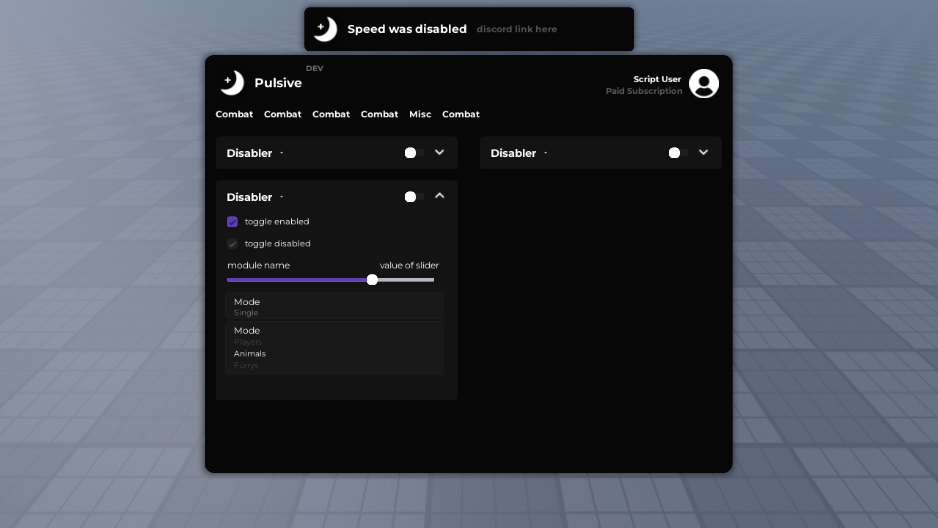 Speed was disabled discord link here
DEV
Pulsive
Script User
Paid Subscription
Combat Combat Combat Combat Misc Combat
Disabler -
Disabler -
Disabler -
toggle enabled
toggle disabled
module name value of slider
Mode
Single
Mode
Players
Animals
Furrys